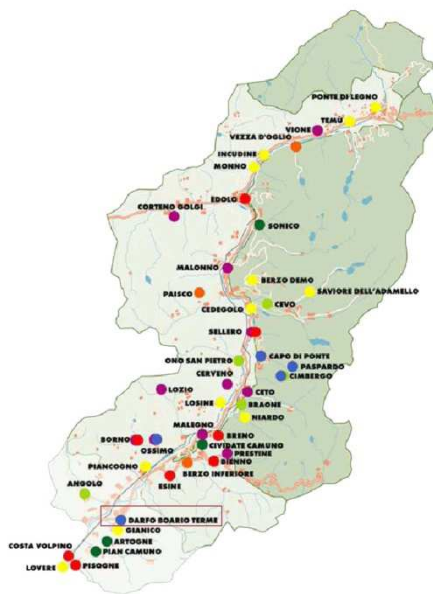 PONTE DI LEGNO
TEMÙ
VIONE
VEZZA D'OGLIO
INCUDINE
MONNO
EDOLO
CORTENO GOLGI
SONICO
MALONNO
BERZO DEMO
SAVIORE DELL'ADAMELLO
PAISCO
CEVO
CEDEGOLO
SELLERO
ONO SAN PIETRO
CAPO DI PONTE
PASPARDO
CIMBERGO
CERVENO
LOZIO
CETO
LOSINE
BRAONE
NIARDO
MALEGNO
BORNO
BRENO
OSSIMO
CIVIDATE CAMUNO
PRESTINE
PIANCOGNO
BIENNO
BERZO INFERIORE
ESINE
ANGOLO
DARFO BOARIO TERME
GIANICO
ARTOGNE
COSTA VOLPINO
PIAN CAMUNO
LOVERE
PISOGNE